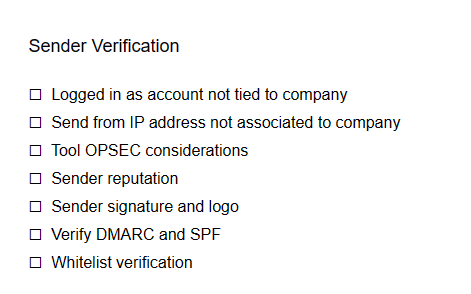 Sender Verification
Logged in as account not tied to company
Send from IP address not associated to company
Tool OPSEC considerations
Sender reputation
Sender signature and logo
Verify DMARC and SPF
Whitelist verification